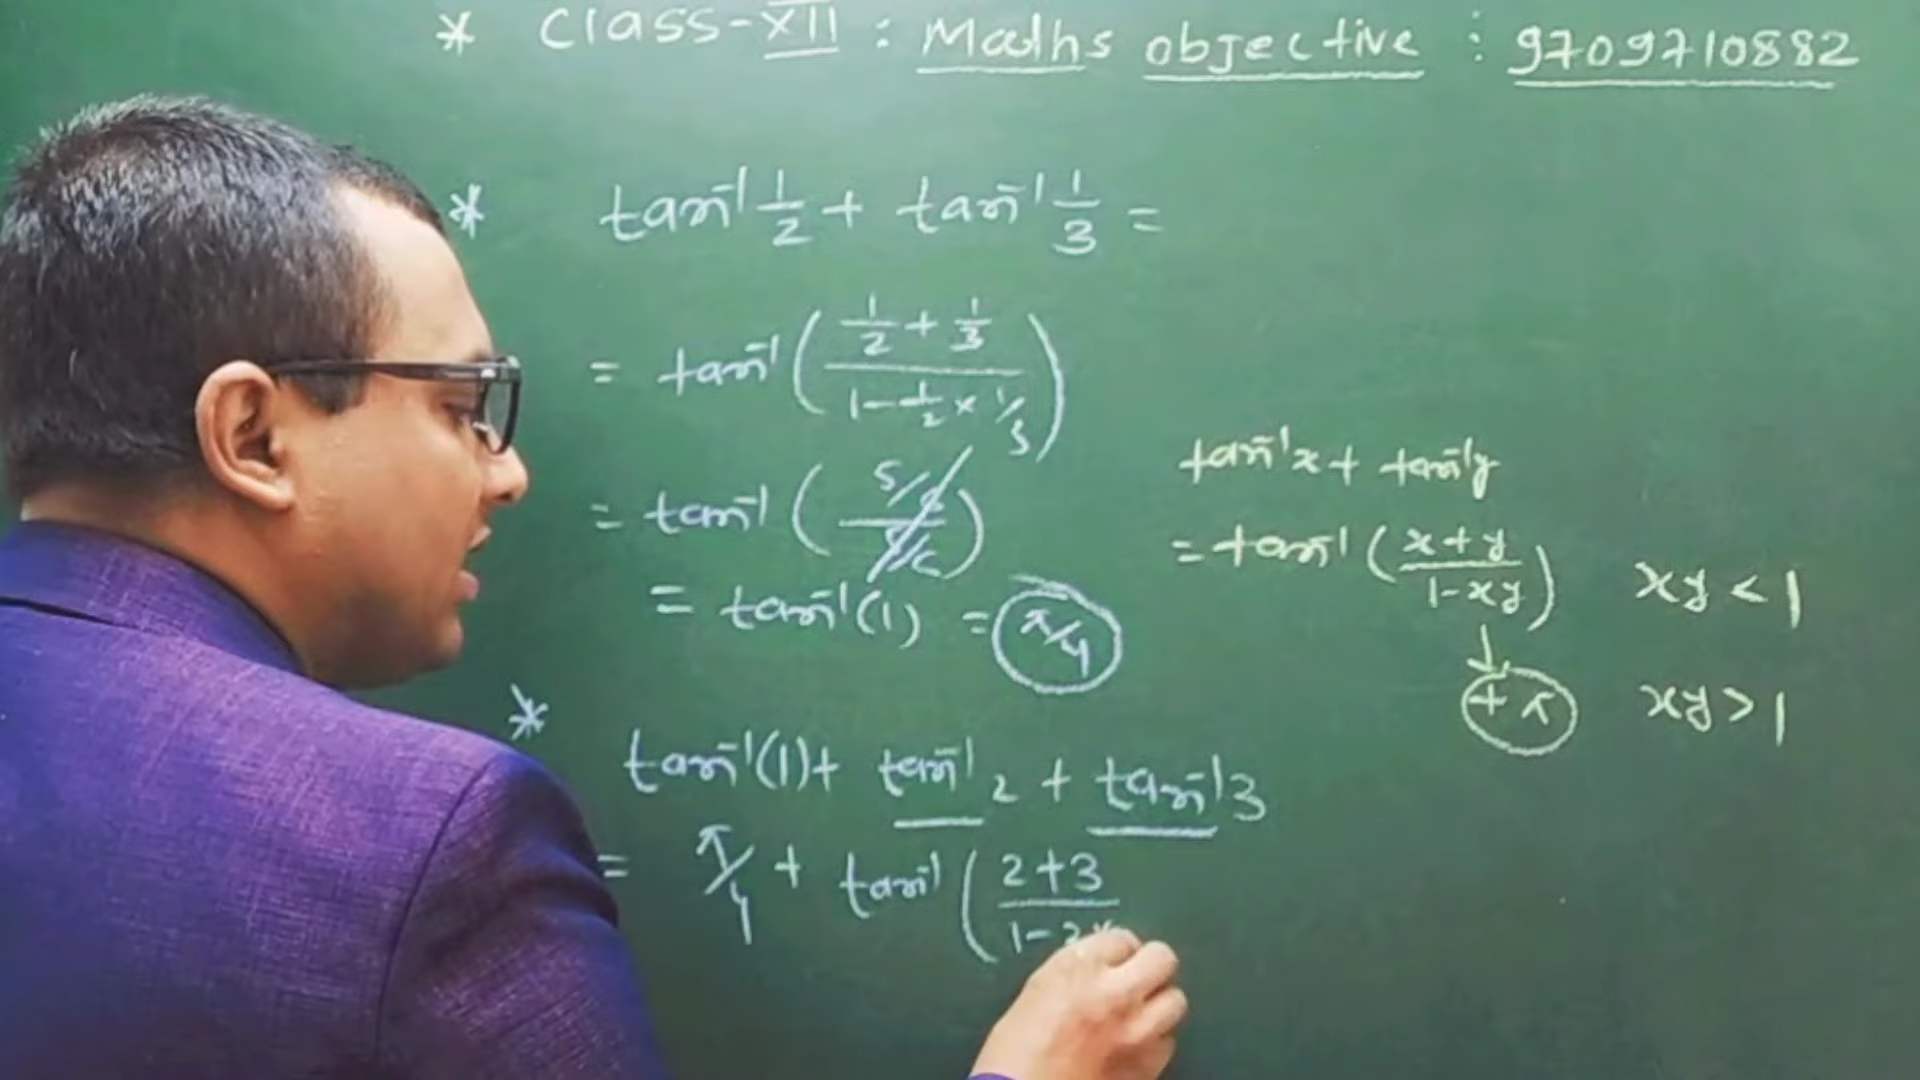 * Class-XII : Maths objective : 9709710882
* tan⁻¹ 1/2 + tan⁻¹ 1/3 =
= tan⁻¹ ( (1/2 + 1/3) / (1 - 1/2 × 1/3) )
= tan⁻¹ ( (5/6) / (5/6) )
= tan⁻¹(1) = π/4
tan⁻¹x + tan⁻¹y
= tan⁻¹ ( (x+y) / (1-xy) ) xy < 1
↓
+ π xy > 1
* tan⁻¹(1) + tan⁻¹ 2 + tan⁻¹ 3
= π/4 + tan⁻¹ ( (2+3) / (1-2×